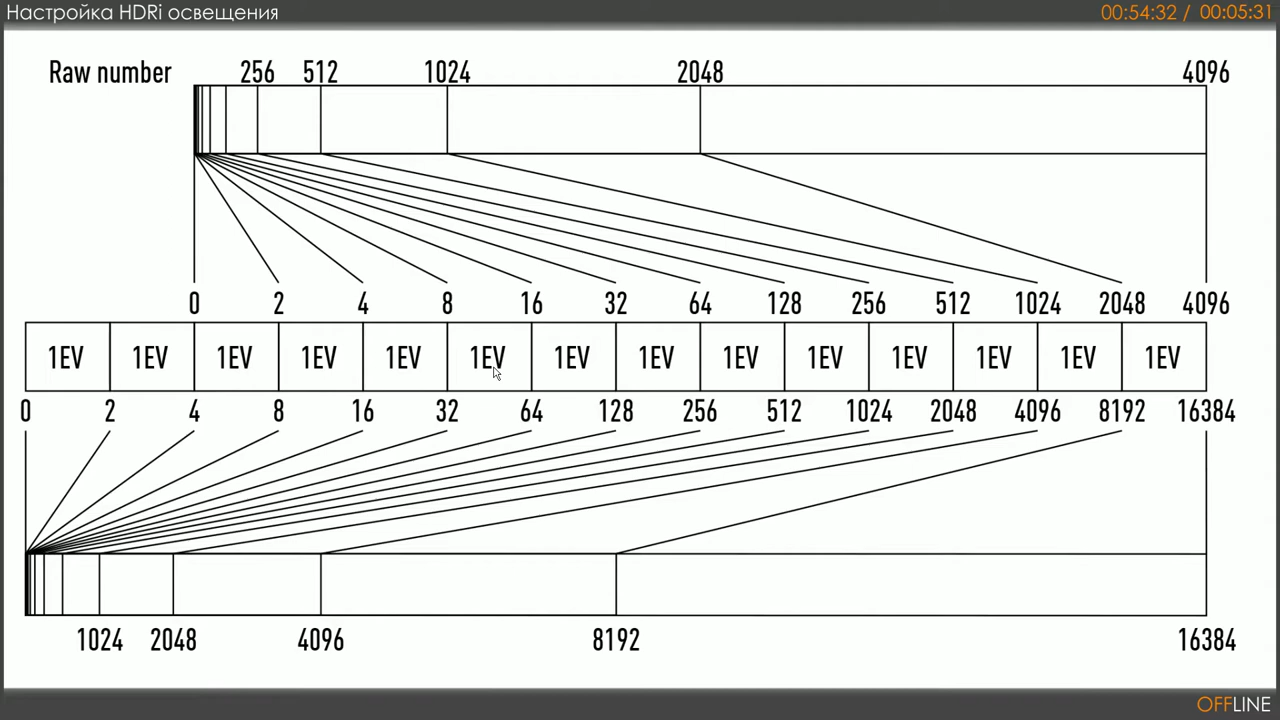 Настройка HDRi освещения
00:54:32 / 00:05:31
Raw number 256 512 1024 2048 4096
0 2 4 8 16 32 64 128 256 512 1024 2048 4096
1EV 1EV 1EV 1EV 1EV 1EV 1EV 1EV 1EV 1EV 1EV 1EV 1EV 1EV
0 2 4 8 16 32 64 128 256 512 1024 2048 4096 8192 16384
1024 2048 4096 8192 16384
OFFLINE